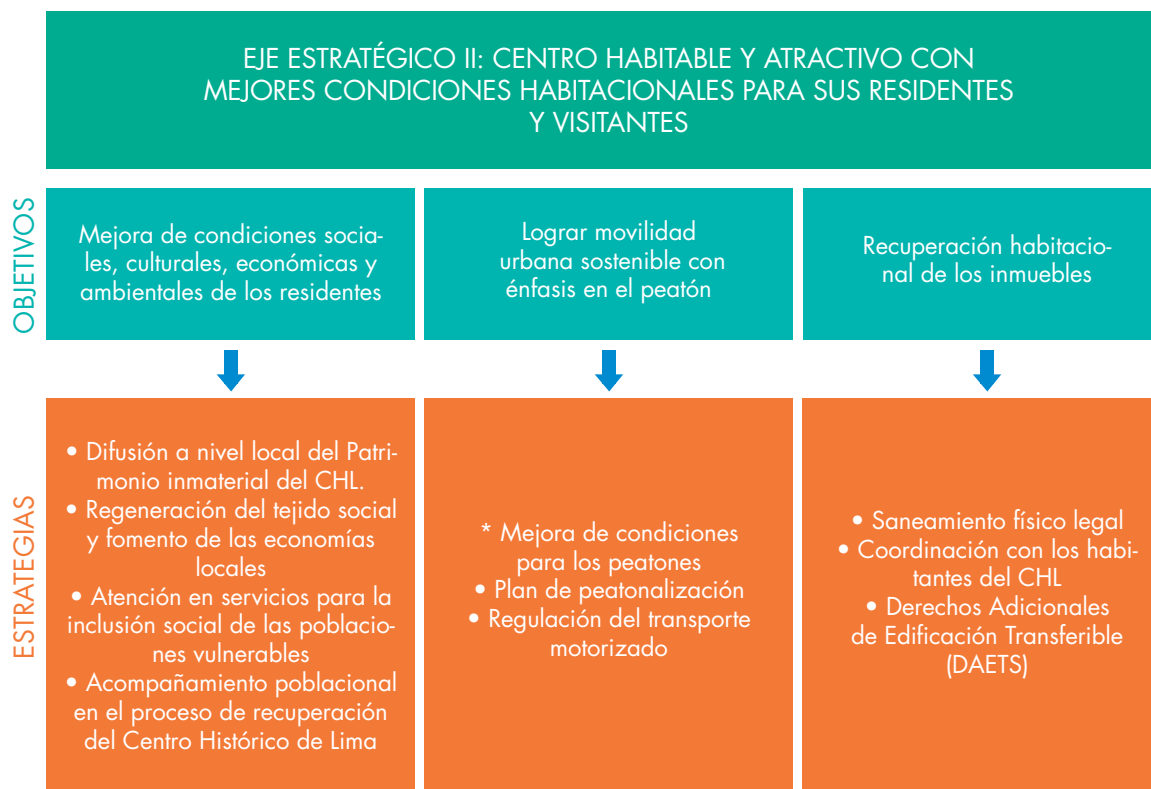 EJE ESTRATÉGICO II: CENTRO HABITABLE Y ATRACTIVO CON
MEJORES CONDICIONES HABITACIONALES PARA SUS RESIDENTES
Y VISITANTES
OBJETIVOS
Mejora de condiciones socia-
les, culturales, económicas y
ambientales de los residentes
Lograr movilidad
urbana sostenible con
énfasis en el peatón
Recuperación habitacio-
nal de los inmuebles
ESTRATEGIAS
• Difusión a nivel local del Patri-
monio inmaterial del CHL.
• Regeneración del tejido social
y fomento de las economías
locales
• Atención en servicios para la
inclusión social de las poblacio-
nes vulnerables
• Acompañamiento poblacional
en el proceso de recuperación
del Centro Histórico de Lima
* Mejora de condiciones
para los peatones
• Plan de peatonalización
• Regulación del transporte
motorizado
• Saneamiento físico legal
• Coordinación con los habi-
tantes del CHL
• Derechos Adicionales
de Edificación Transferible
(DAETS)